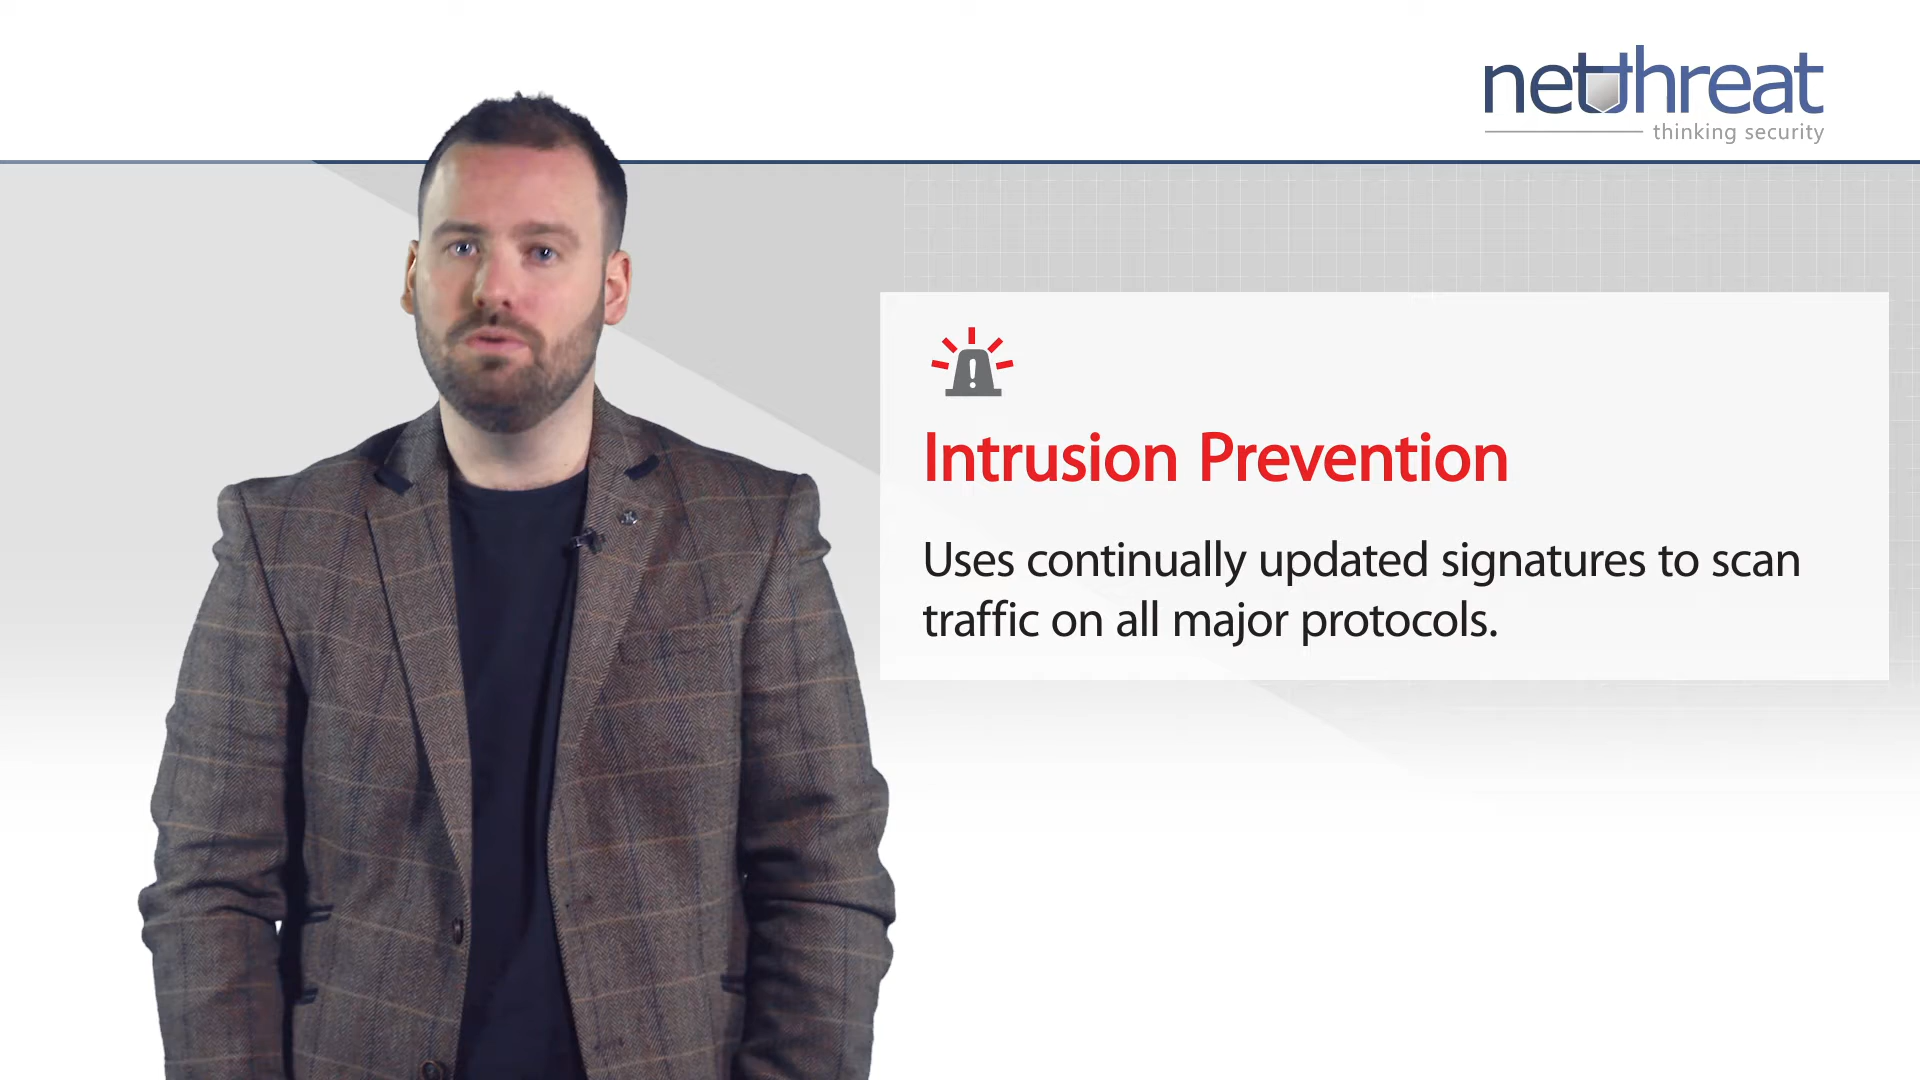 netthreat
thinking security
Intrusion Prevention
Uses continually updated signatures to scan
traffic on all major protocols.